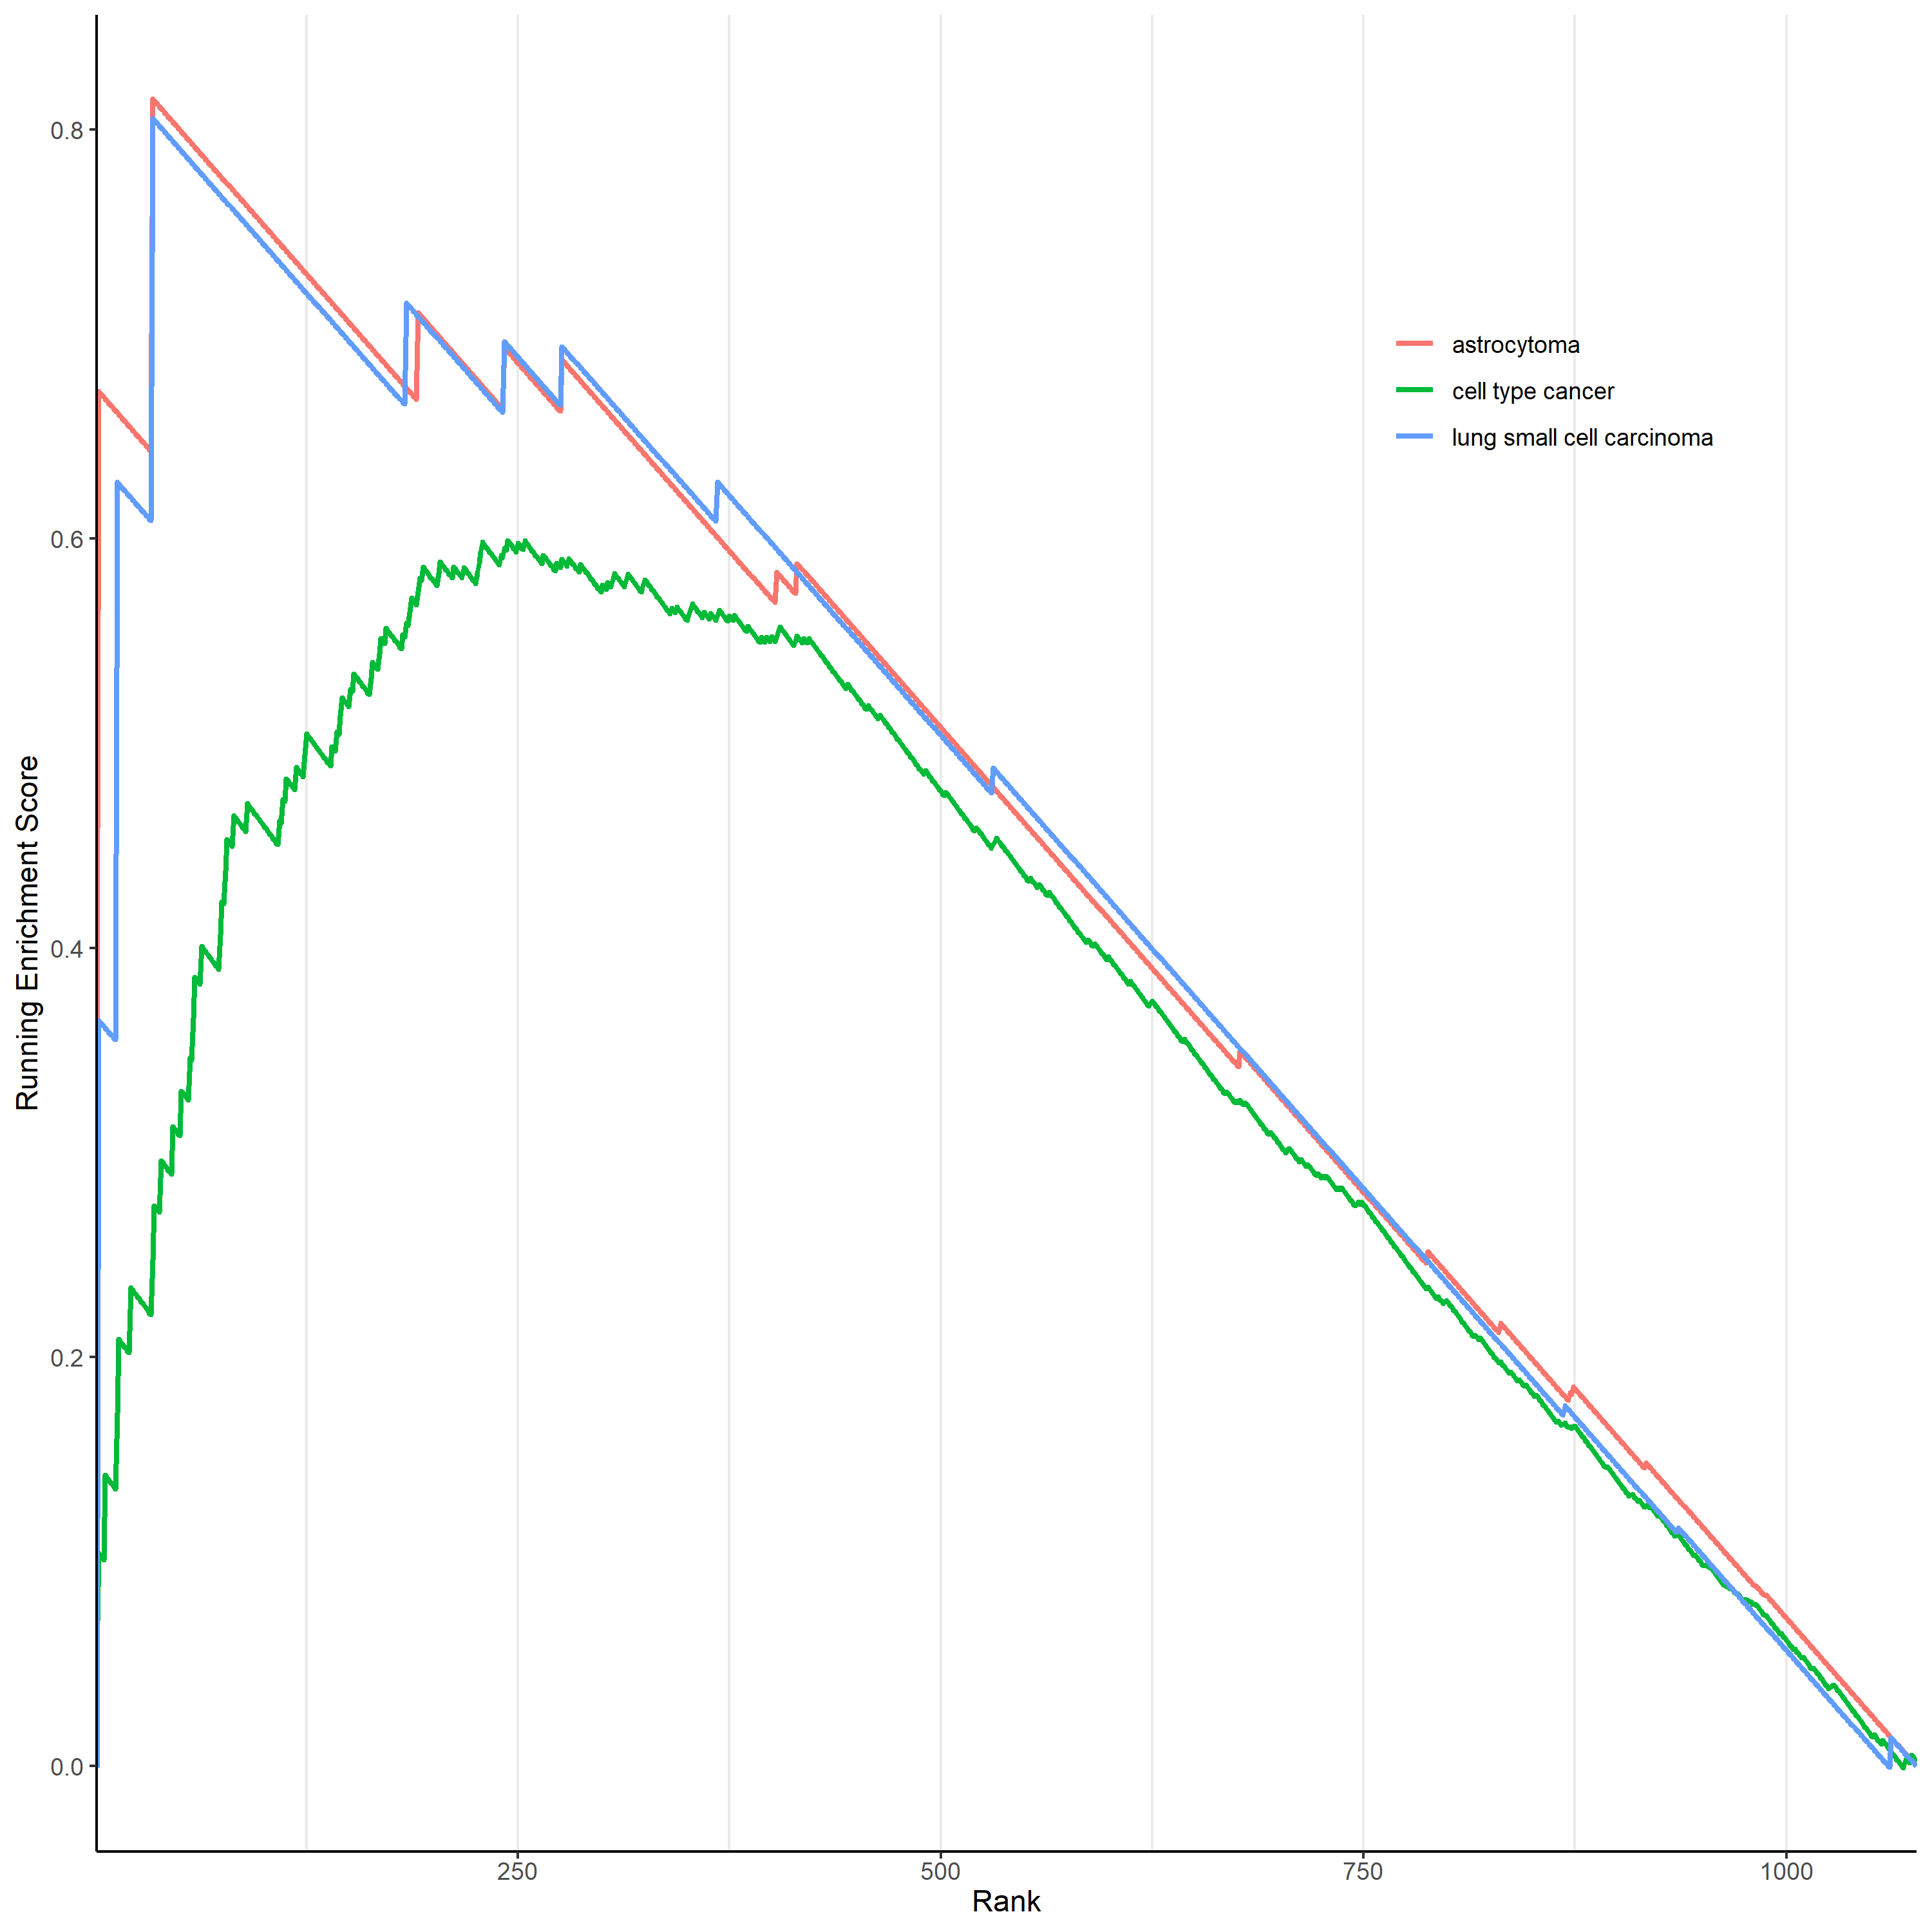 Running Enrichment Score
0.8
0.6
0.4
0.2
0.0
astrocytoma
cell type cancer
lung small cell carcinoma
250 500 750 1000
Rank